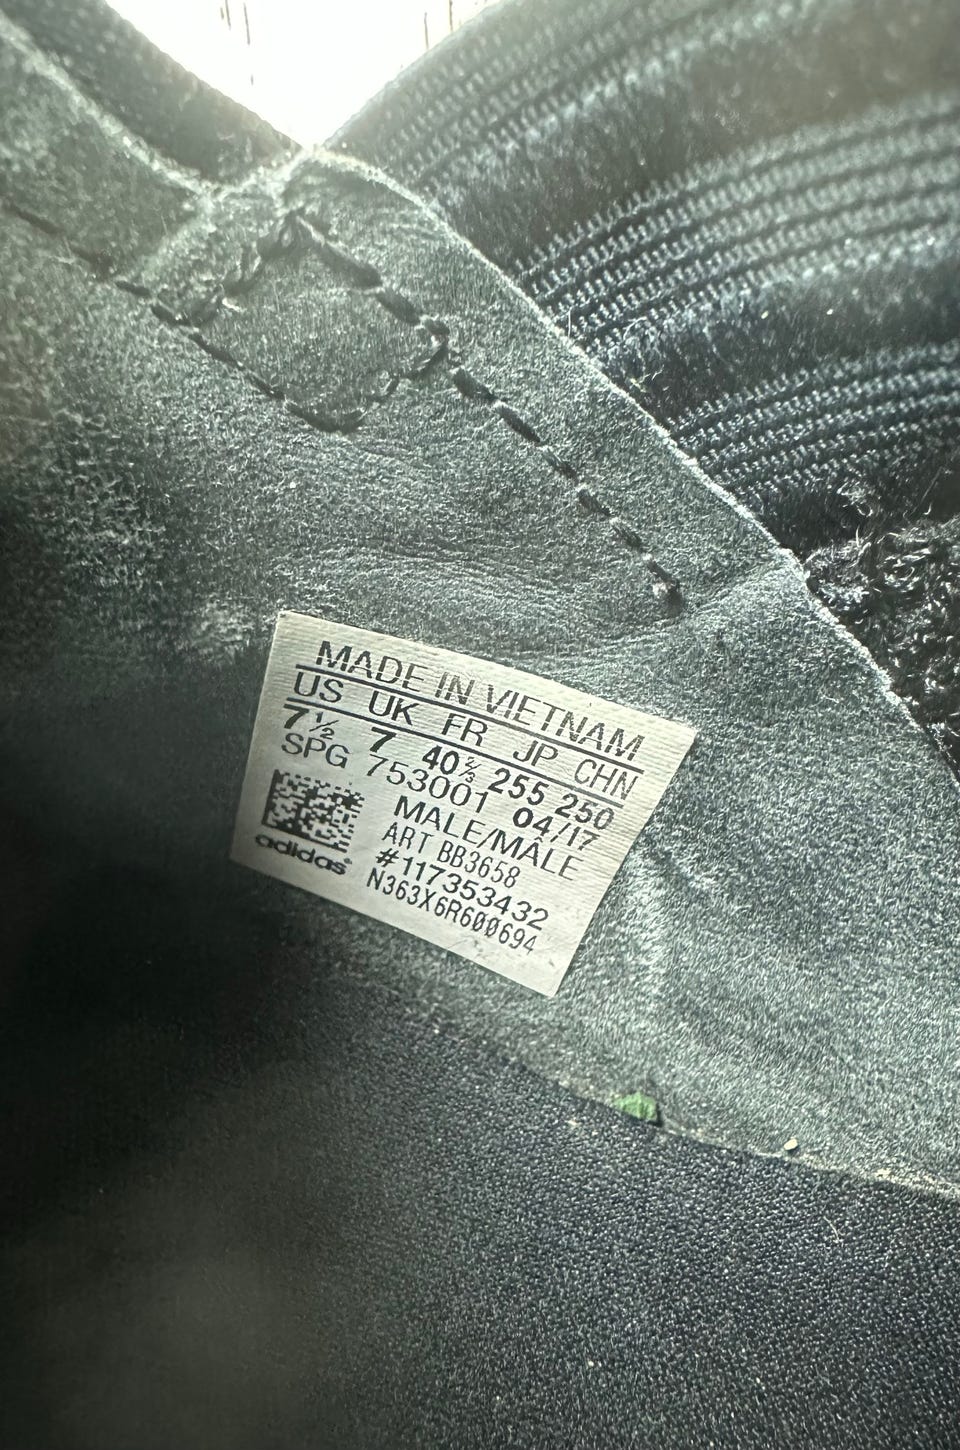 MADE IN VIETNAM
US UK FR JP CHN
7½ 7 40⅔ 255 250
SPG 753001 04/17
MALE/MÂLE
ART BB3658
#117353432
N363X6R600694
adidas